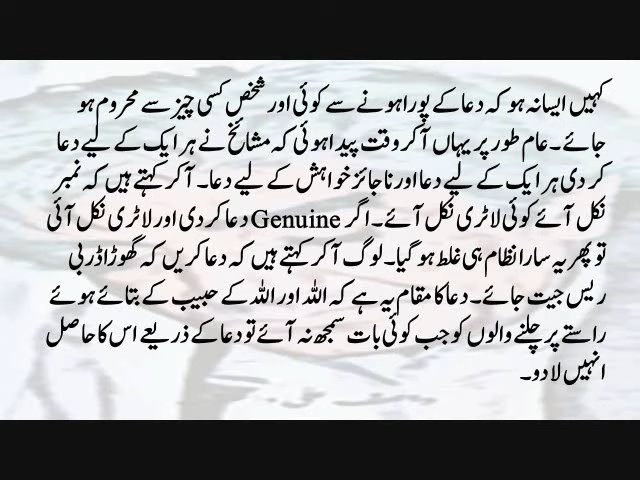 کہیں ایسا نہ ہو کہ دعا کے پورا ہونے سے کوئی اور شخص کسی چیز سے محروم ہو
جائے۔ عام طور پر یہاں آ کر وقت پیدا ہوئی کہ مشائخ نے ہر ایک کے لیے دعا
کر دی ہر ایک کے لیے دعا اور ناجائز خواہش کے لیے دعا۔ آ کر کہتے ہیں کہ نمبر
نکل آئے کوئی لاٹری نکل آئے۔ اگر Genuine دعا کر دی اور لاٹری نکل آئی
تو پھر یہ سارا نظام ہی غلط ہو گیا۔ لوگ آ کر کہتے ہیں کہ دعا کریں کہ گھوڑا ڈربی
ریس جیت جائے۔ دعا کا مقام یہ ہے کہ اللہ اور اللہ کے حبیب کے بتائے ہوئے
راستے پر چلنے والوں کو جب کوئی بات سمجھ نہ آئے تو دعا کے ذریعے اس کا حاصل
انہیں لا دو۔